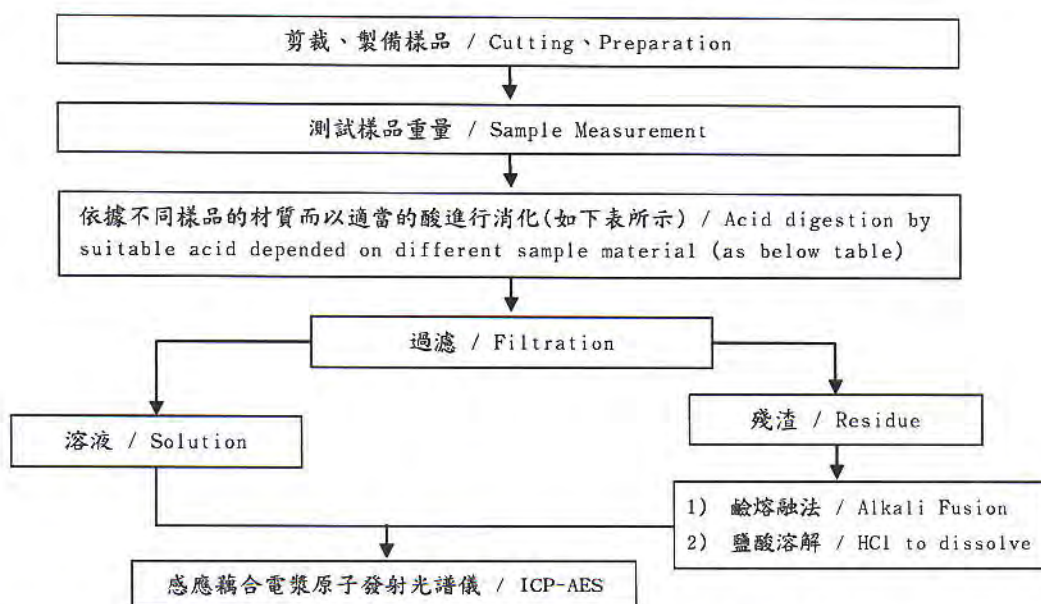 剪裁、製備樣品 / Cutting、Preparation
測試樣品重量 / Sample Measurement
依據不同樣品的材質而以適當的酸進行消化(如下表所示) / Acid digestion by
suitable acid depended on different sample material (as below table)
過濾 / Filtration
溶液 / Solution
殘渣 / Residue
1) 鹼熔融法 / Alkali Fusion
2) 鹽酸溶解 / HCl to dissolve
感應藕合電漿原子發射光譜儀 / ICP-AES